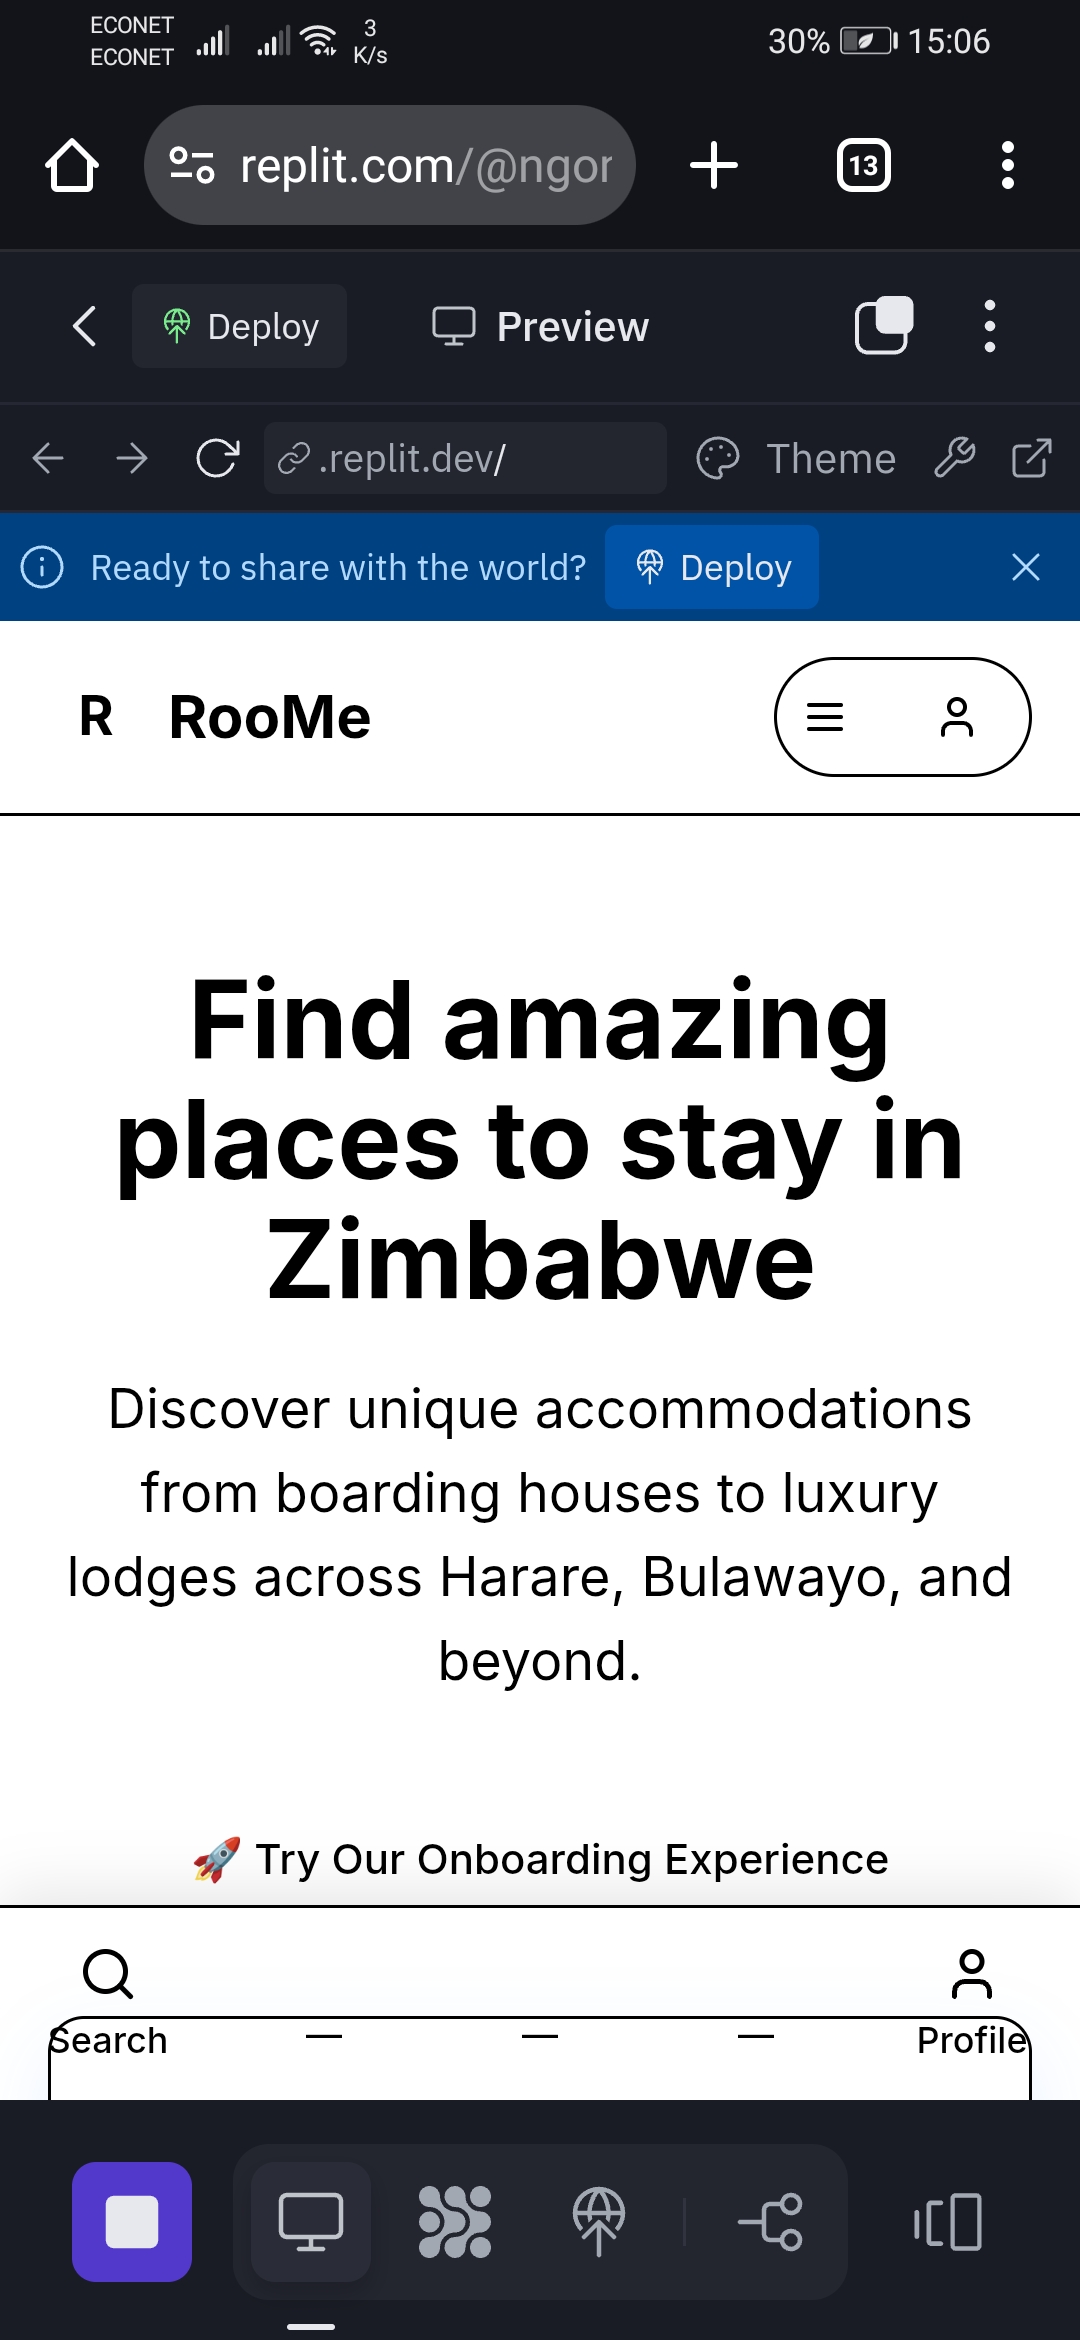 ECONET
ECONET
3
K/s
30%
15:06
replit.com/@ngor
13
Deploy
Preview
.replit.dev/
Theme
Ready to share with the world?
Deploy
R RooMe
Find amazing
places to stay in
Zimbabwe
Discover unique accommodations
from boarding houses to luxury
lodges across Harare, Bulawayo, and
beyond.
🚀 Try Our Onboarding Experience
Search — — — Profile